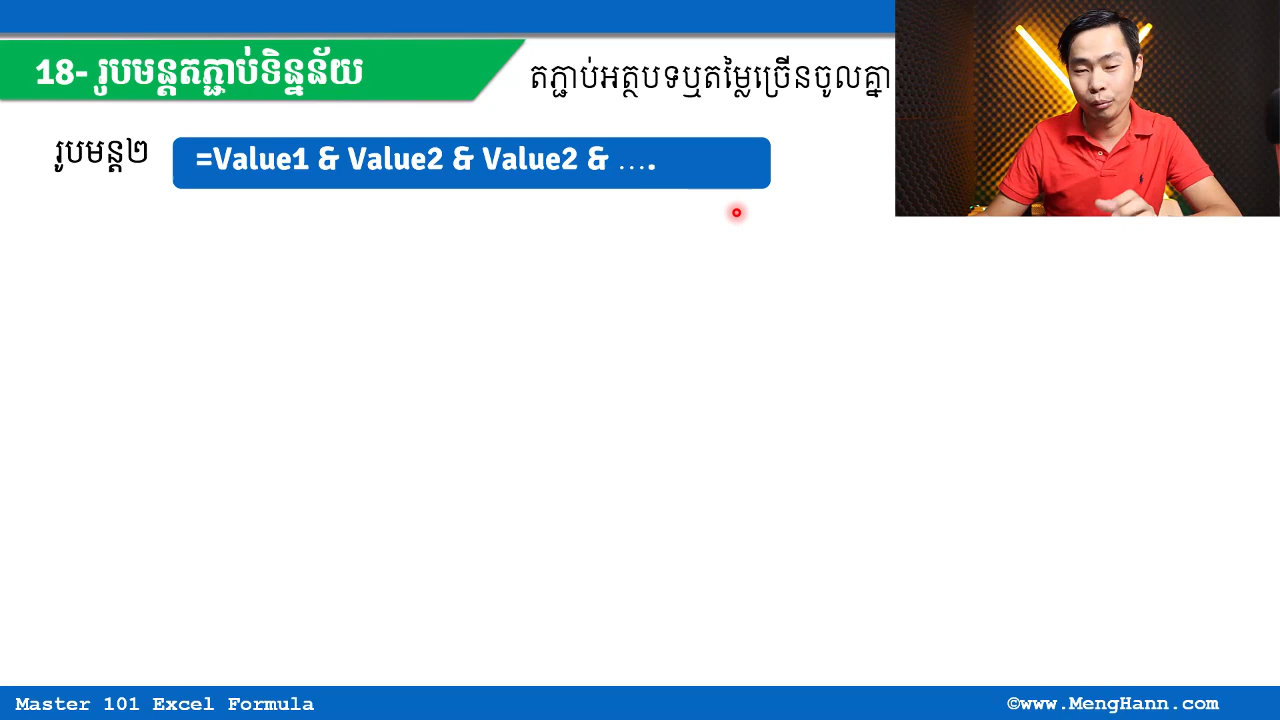 18- រូបមន្តតភ្ជាប់ទិន្នន័យ
តភ្ជាប់អត្ថបទឬតម្លៃច្រើនចូលគ្នា
រូបមន្ត២
=Value1 & Value2 & Value2 & ….
Master 101 Excel Formula
©www.MengHann.com